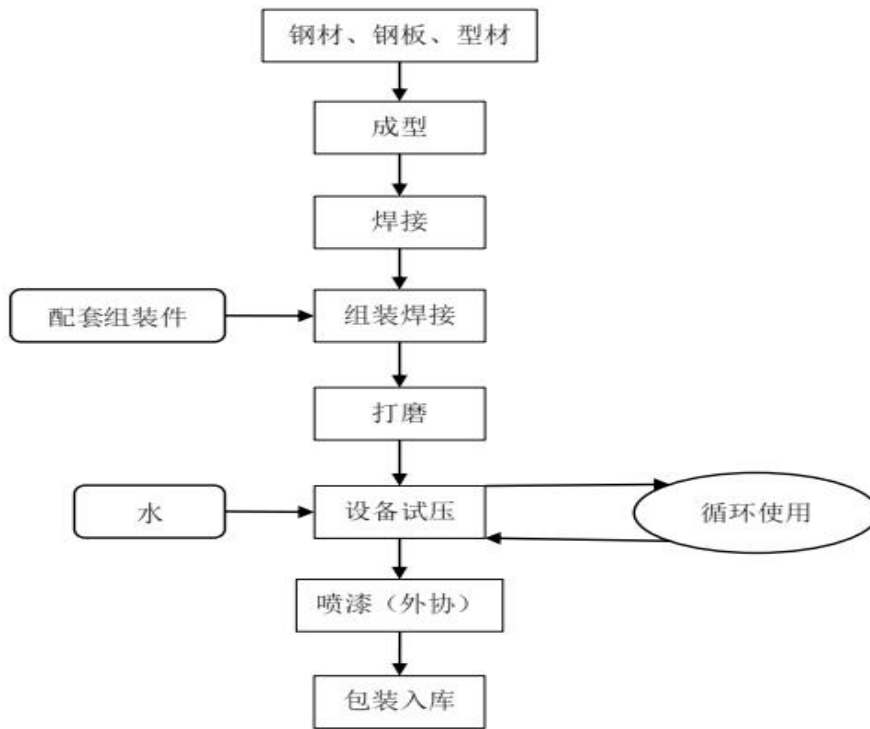 钢材、钢板、型材
成型
焊接
配套组装件
组装焊接
打磨
水
设备试压
循环使用
喷漆（外协）
包装入库